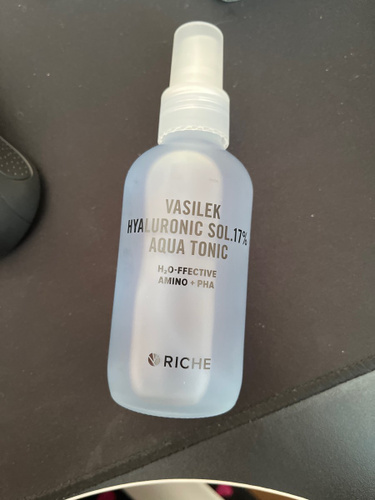 VASILEK
HYALURONIC SOL.17%
AQUA TONIC
H₂O-FFECTIVE
AMINO + PHA
RICHE